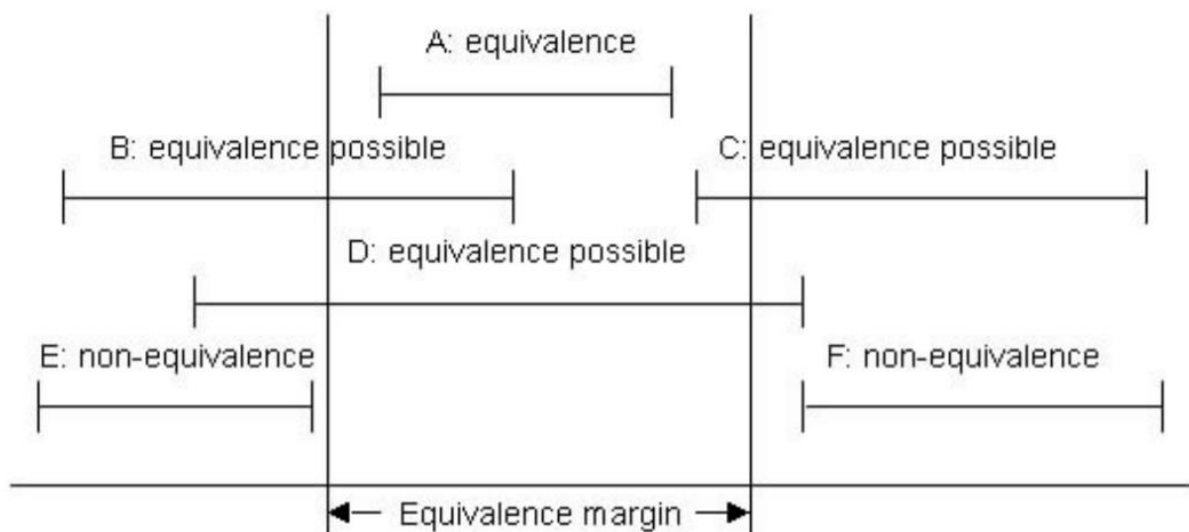 A: equivalence
B: equivalence possible
C: equivalence possible
D: equivalence possible
E: non-equivalence
F: non-equivalence
Equivalence margin